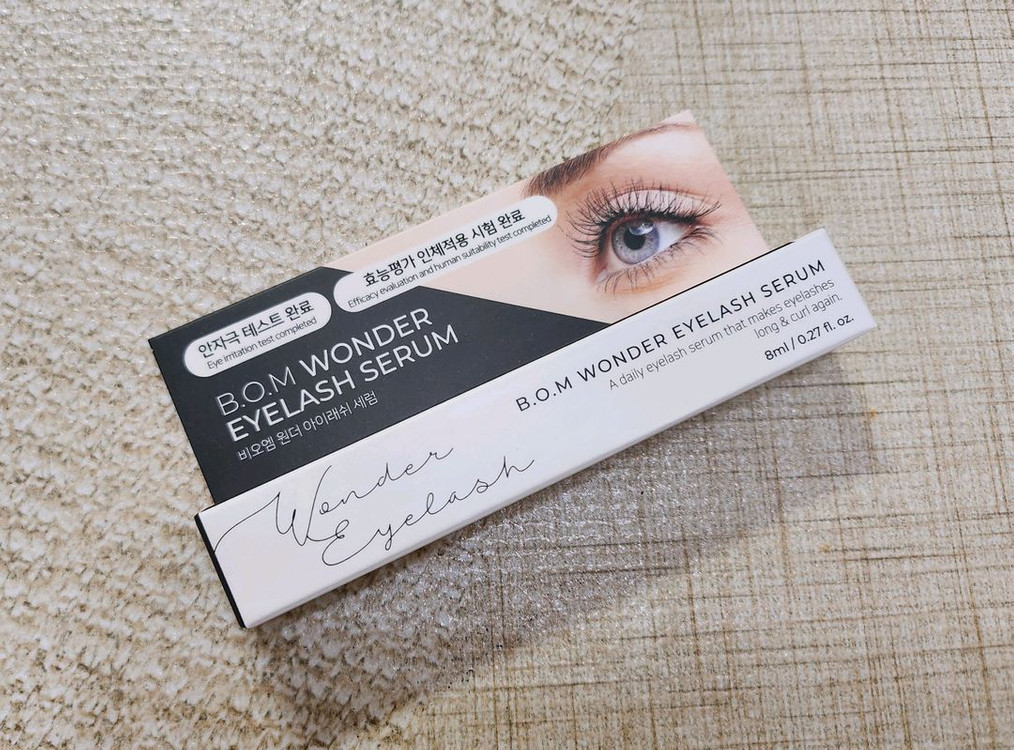 안자극 테스트 완료
Eye irritation test completed
효능평가 인체적용 시험 완료
Efficacy evaluation and human suitability test completed
B.O.M WONDER
EYELASH SERUM
비오엠 원더 아이래쉬 세럼
Wonder
Eyelash
B.O.M WONDER EYELASH SERUM
A daily eyelash serum that makes eyelashes
long & curl again.
8ml / 0.27 fl. oz.